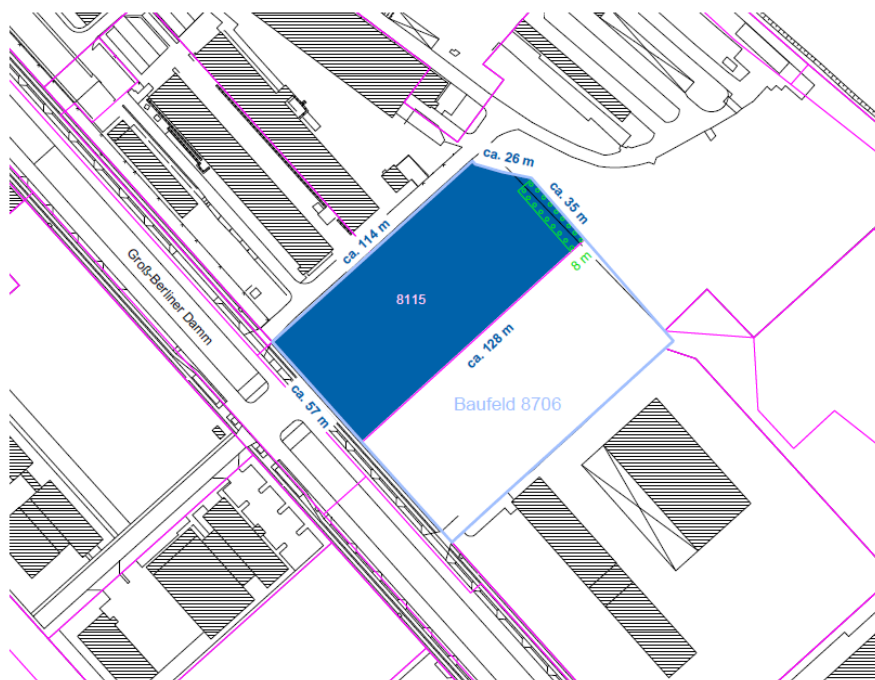 ca. 26 m
ca. 35 m
ca. 114 m
8 m
Groß-Berliner Damm
8115
ca. 128 m
ca. 57 m
Baufeld 8706